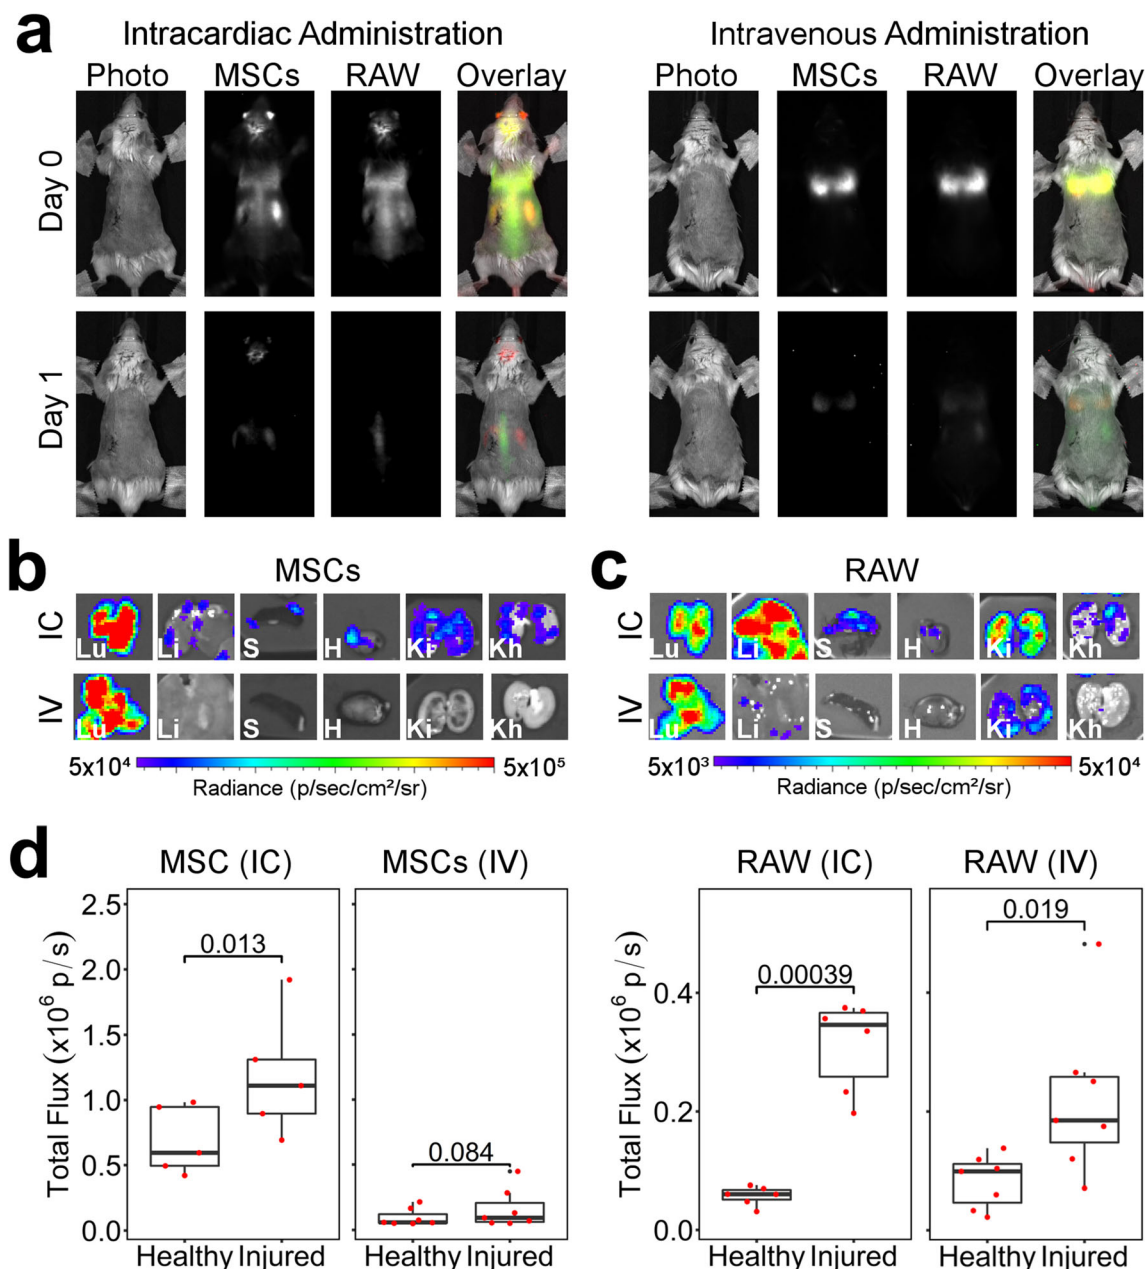 a
Intracardiac Administration
Intravenous Administration
Photo MSCs RAW Overlay
Photo MSCs RAW Overlay
Day 0
Day 1
b
MSCs
IC
Lu Li S H Ki Kh
IV
Lu Li S H Ki Kh
5x10⁴ 5x10⁵
Radiance (p/sec/cm²/sr)
c
RAW
IC
Lu Li S H Ki Kh
IV
Lu Li S H Ki Kh
5x10³ 5x10⁴
Radiance (p/sec/cm²/sr)
d
MSC (IC) MSCs (IV)
Total Flux (x10⁶ p/s)
2.5
2.0
1.5
1.0
0.5
0.0
0.013
0.084
Healthy Injured Healthy Injured
RAW (IC) RAW (IV)
Total Flux (x10⁶ p/s)
0.4
0.2
0.0
0.00039
0.019
Healthy Injured Healthy Injured